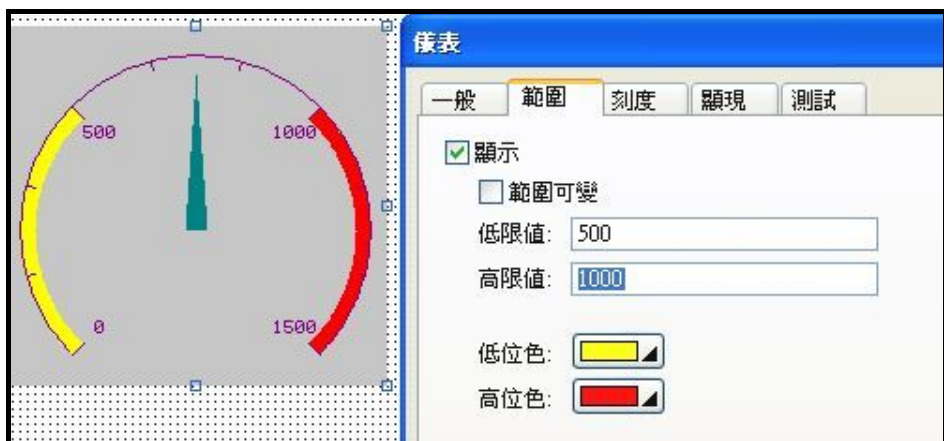 500
1000
0
1500
儀表
一般 範圍 刻度 顯現 測試
顯示
範圍可變
低限值: 500
高限值: 1000
低位色:
高位色: